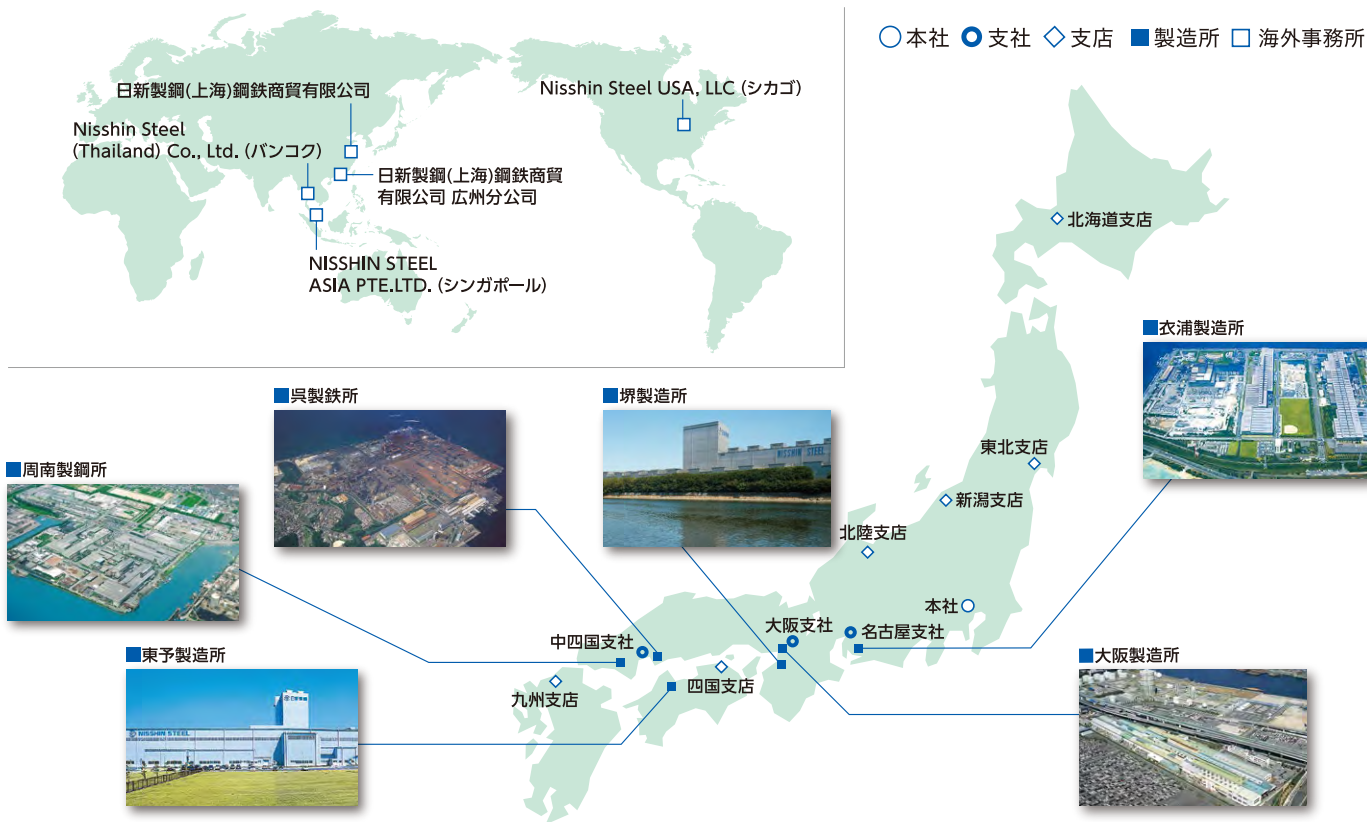 ○本社 ◎支社 ◇支店 ■製造所 □海外事務所
日新製鋼(上海)鋼鉄商貿有限公司
Nisshin Steel
(Thailand) Co., Ltd. (バンコク)
日新製鋼(上海)鋼鉄商貿
有限公司 広州分公司
NISSHIN STEEL
ASIA PTE.LTD. (シンガポール)
Nisshin Steel USA, LLC (シカゴ)
北海道支店
■衣浦製造所
■呉製鉄所
■堺製造所
NISSHIN STEEL
■周南製鋼所
東北支店
新潟支店
北陸支店
本社
名古屋支社
大阪支社
中四国支社
四国支店
九州支店
■東予製造所
NISSHIN STEEL
■大阪製造所